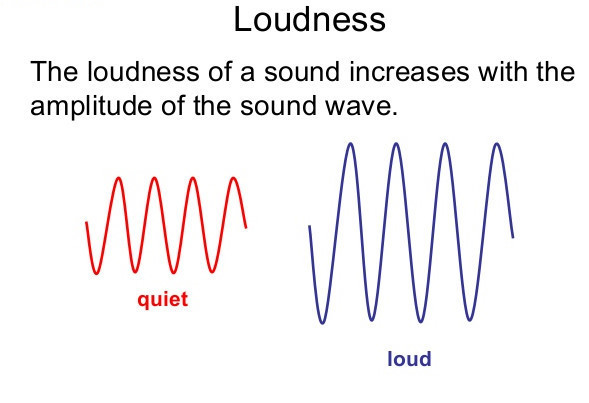 Loudness
The loudness of a sound increases with the
amplitude of the sound wave.
quiet
loud